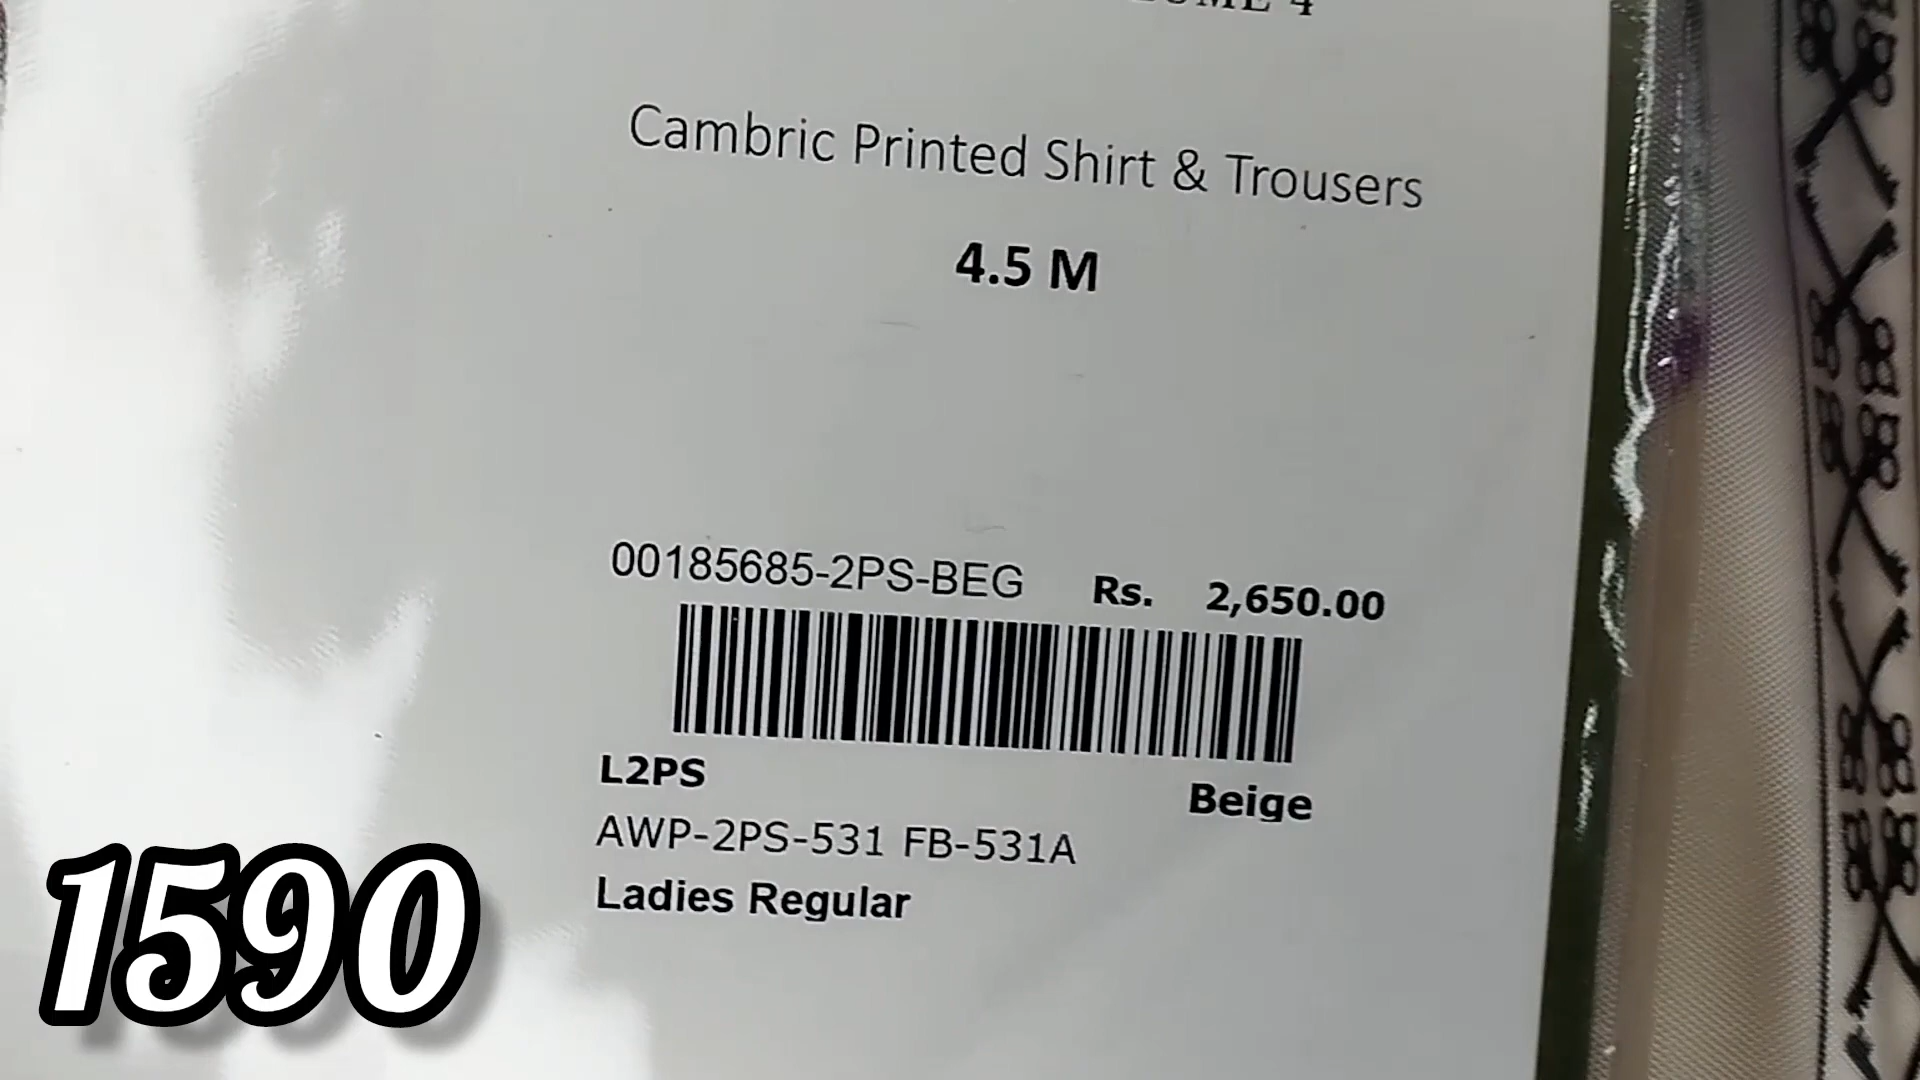 Cambric Printed Shirt & Trousers
4.5 M
00185685-2PS-BEG Rs. 2,650.00
L2PS Beige
AWP-2PS-531 FB-531A
Ladies Regular
1590